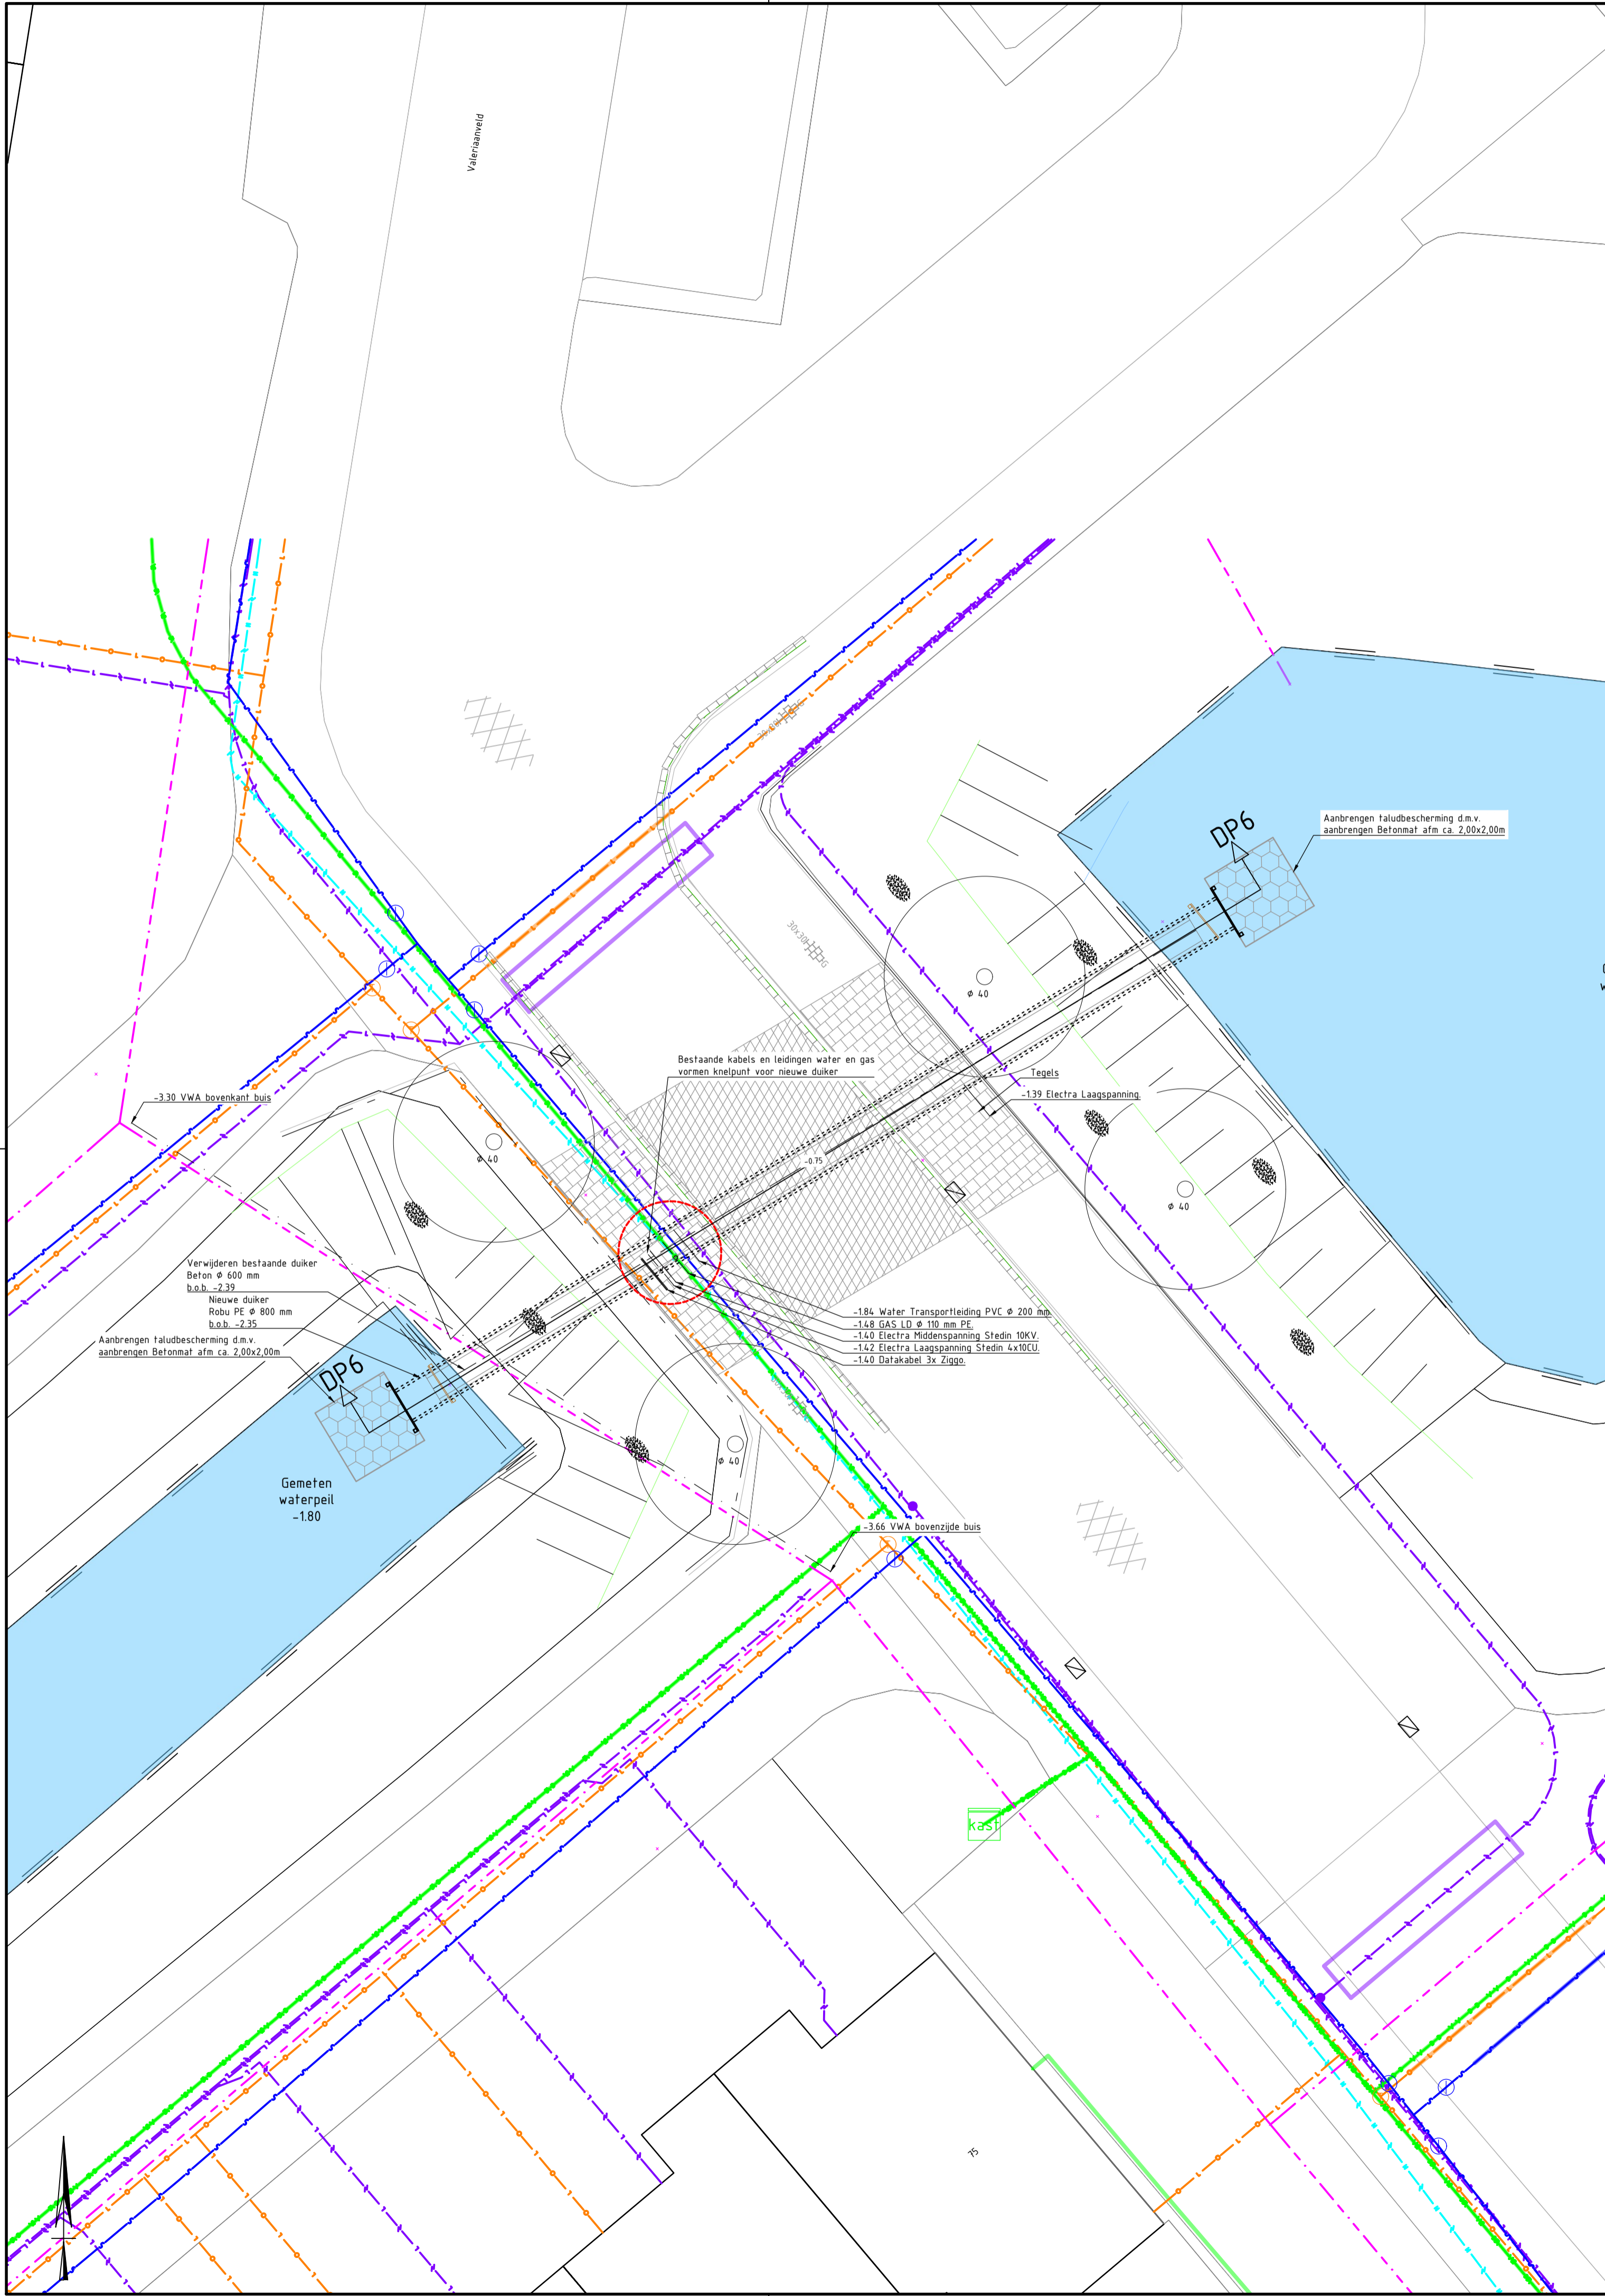 Valeriaanveld
DP6
Aanbrengen taludbescherming d.m.v.
aanbrengen Betonmat afm ca. 2,00x2,00m
30x30
Ø 40
Bestaande kabels en leidingen water en gas
vormen knelpunt voor nieuwe duiker
Tegels
-1.39 Electra Laagspanning.
-3.30 VWA bovenkant buis
Ø 40
-0.75
Ø 40
Verwijderen bestaande duiker
Beton Ø 600 mm
b.o.b. -2.39
Nieuwe duiker
Robu PE Ø 800 mm
b.o.b. -2.35
Aanbrengen taludbescherming d.m.v.
aanbrengen Betonmat afm ca. 2,00x2,00m
-1.84 Water Transportleiding PVC Ø 200 mm.
-1.48 GAS LD Ø 110 mm PE.
-1.40 Electra Middenspanning Stedin 10KV.
-1.42 Electra Laagspanning Stedin 4x10CU.
-1.40 Datakabel 3x Ziggo.
DP6
Ø 40
Gemeten
waterpeil
-1.80
-3.66 VWA bovenzijde buis
kast
75